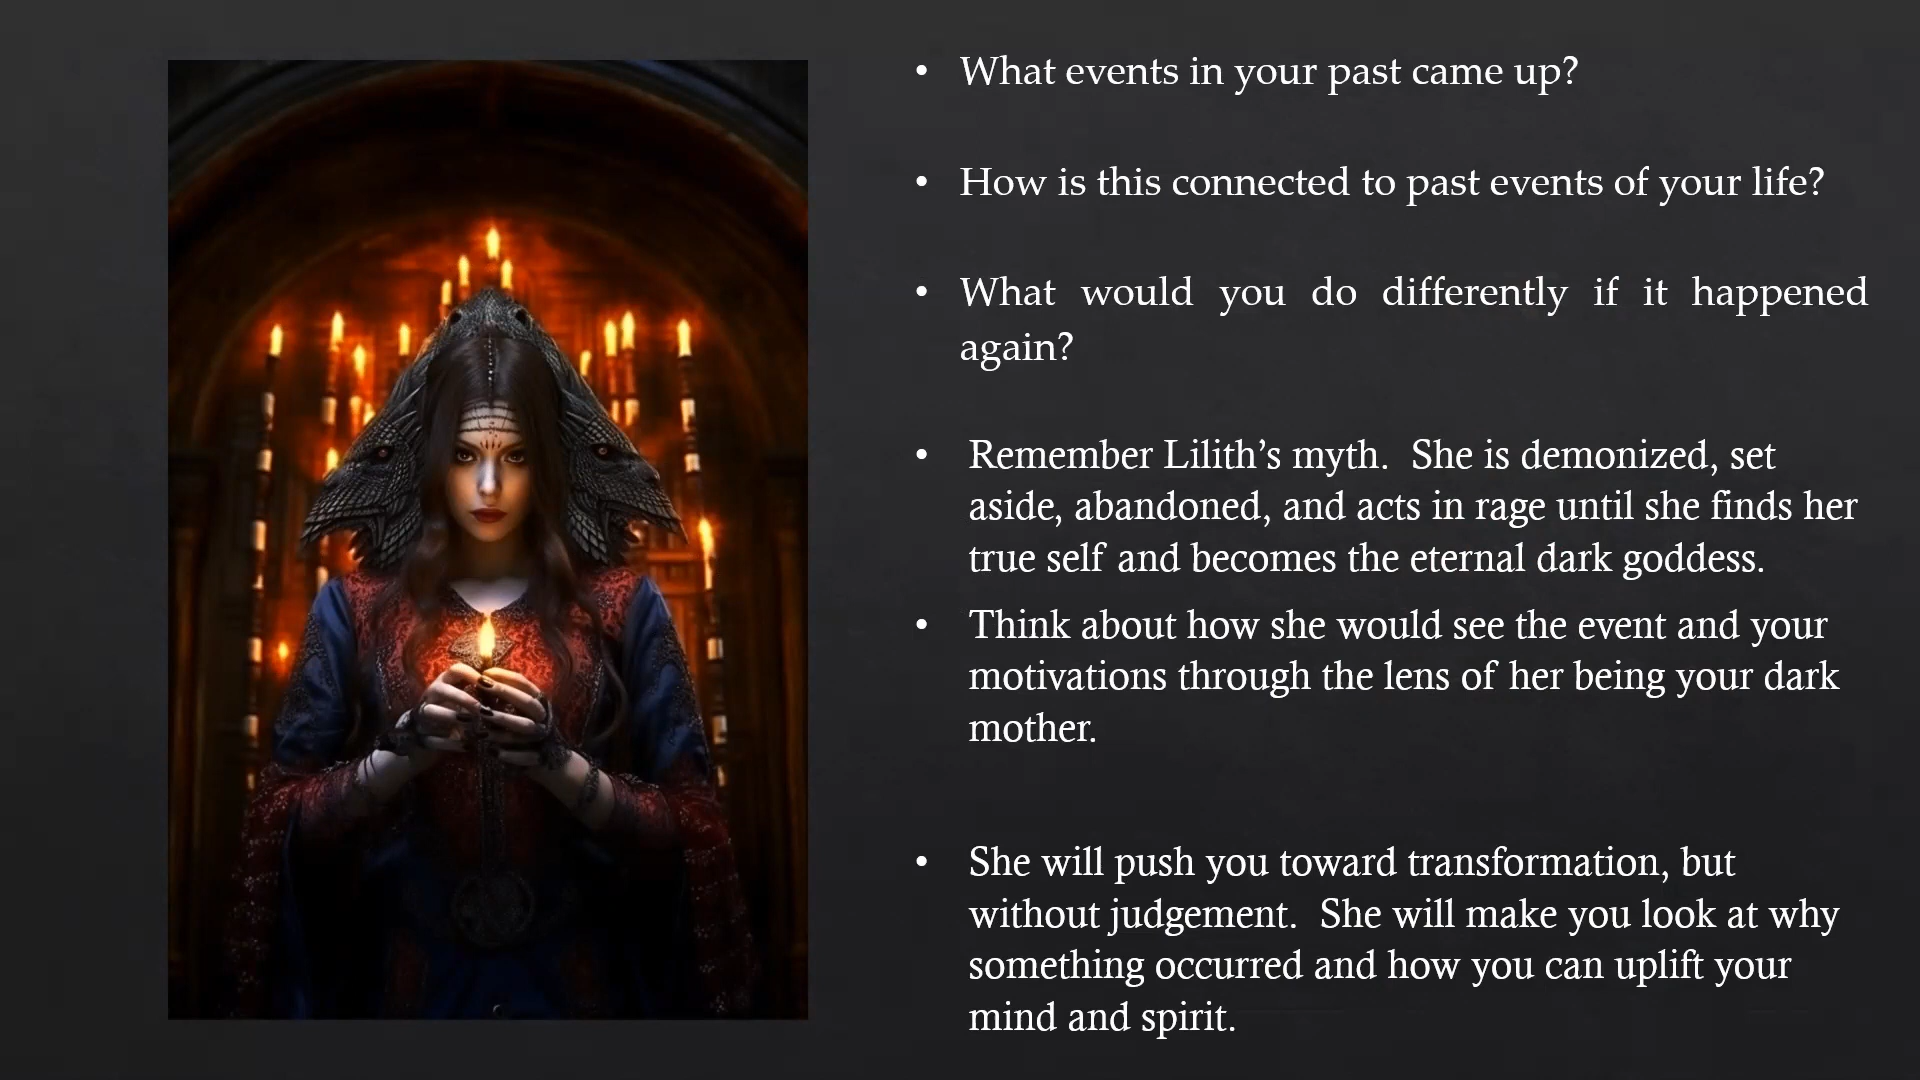 • What events in your past came up?
• How is this connected to past events of your life?
• What would you do differently if it happened
again?
• Remember Lilith’s myth.  She is demonized, set
aside, abandoned, and acts in rage until she finds her
true self and becomes the eternal dark goddess.
• Think about how she would see the event and your
motivations through the lens of her being your dark
mother.
• She will push you toward transformation, but
without judgement.  She will make you look at why
something occurred and how you can uplift your
mind and spirit.